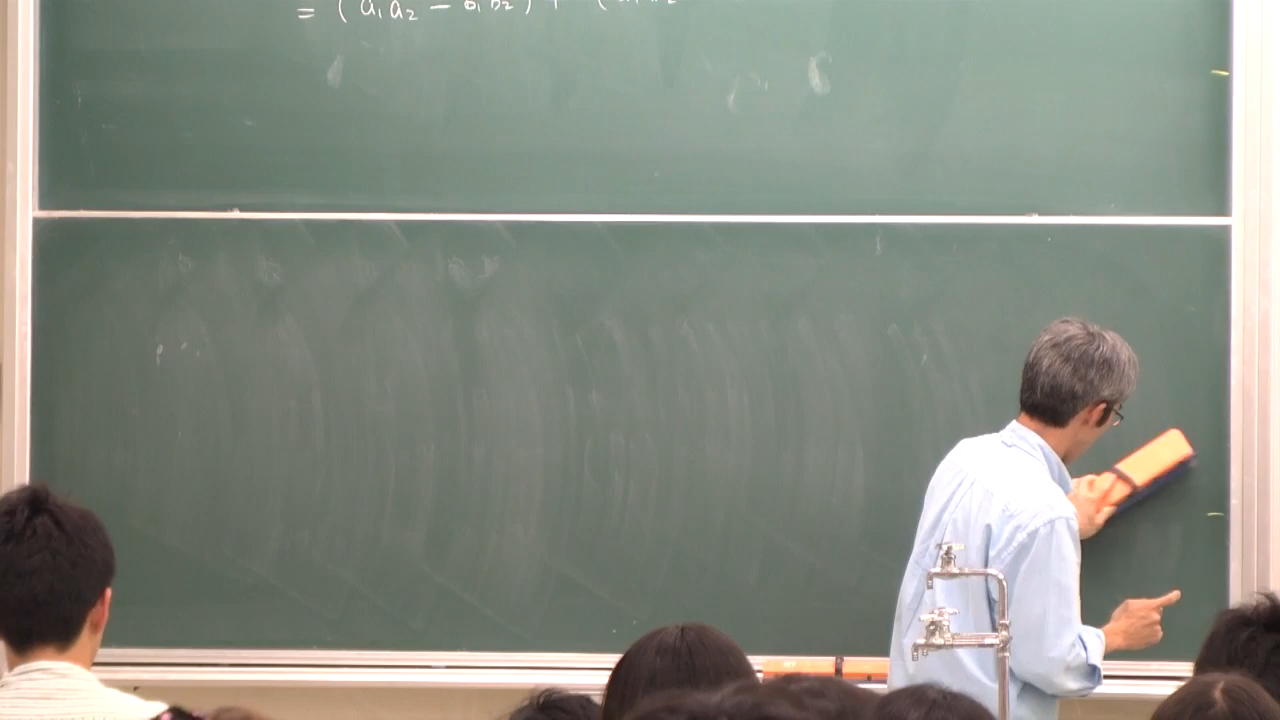 = (a₁a₂ − b₁b₂) + (